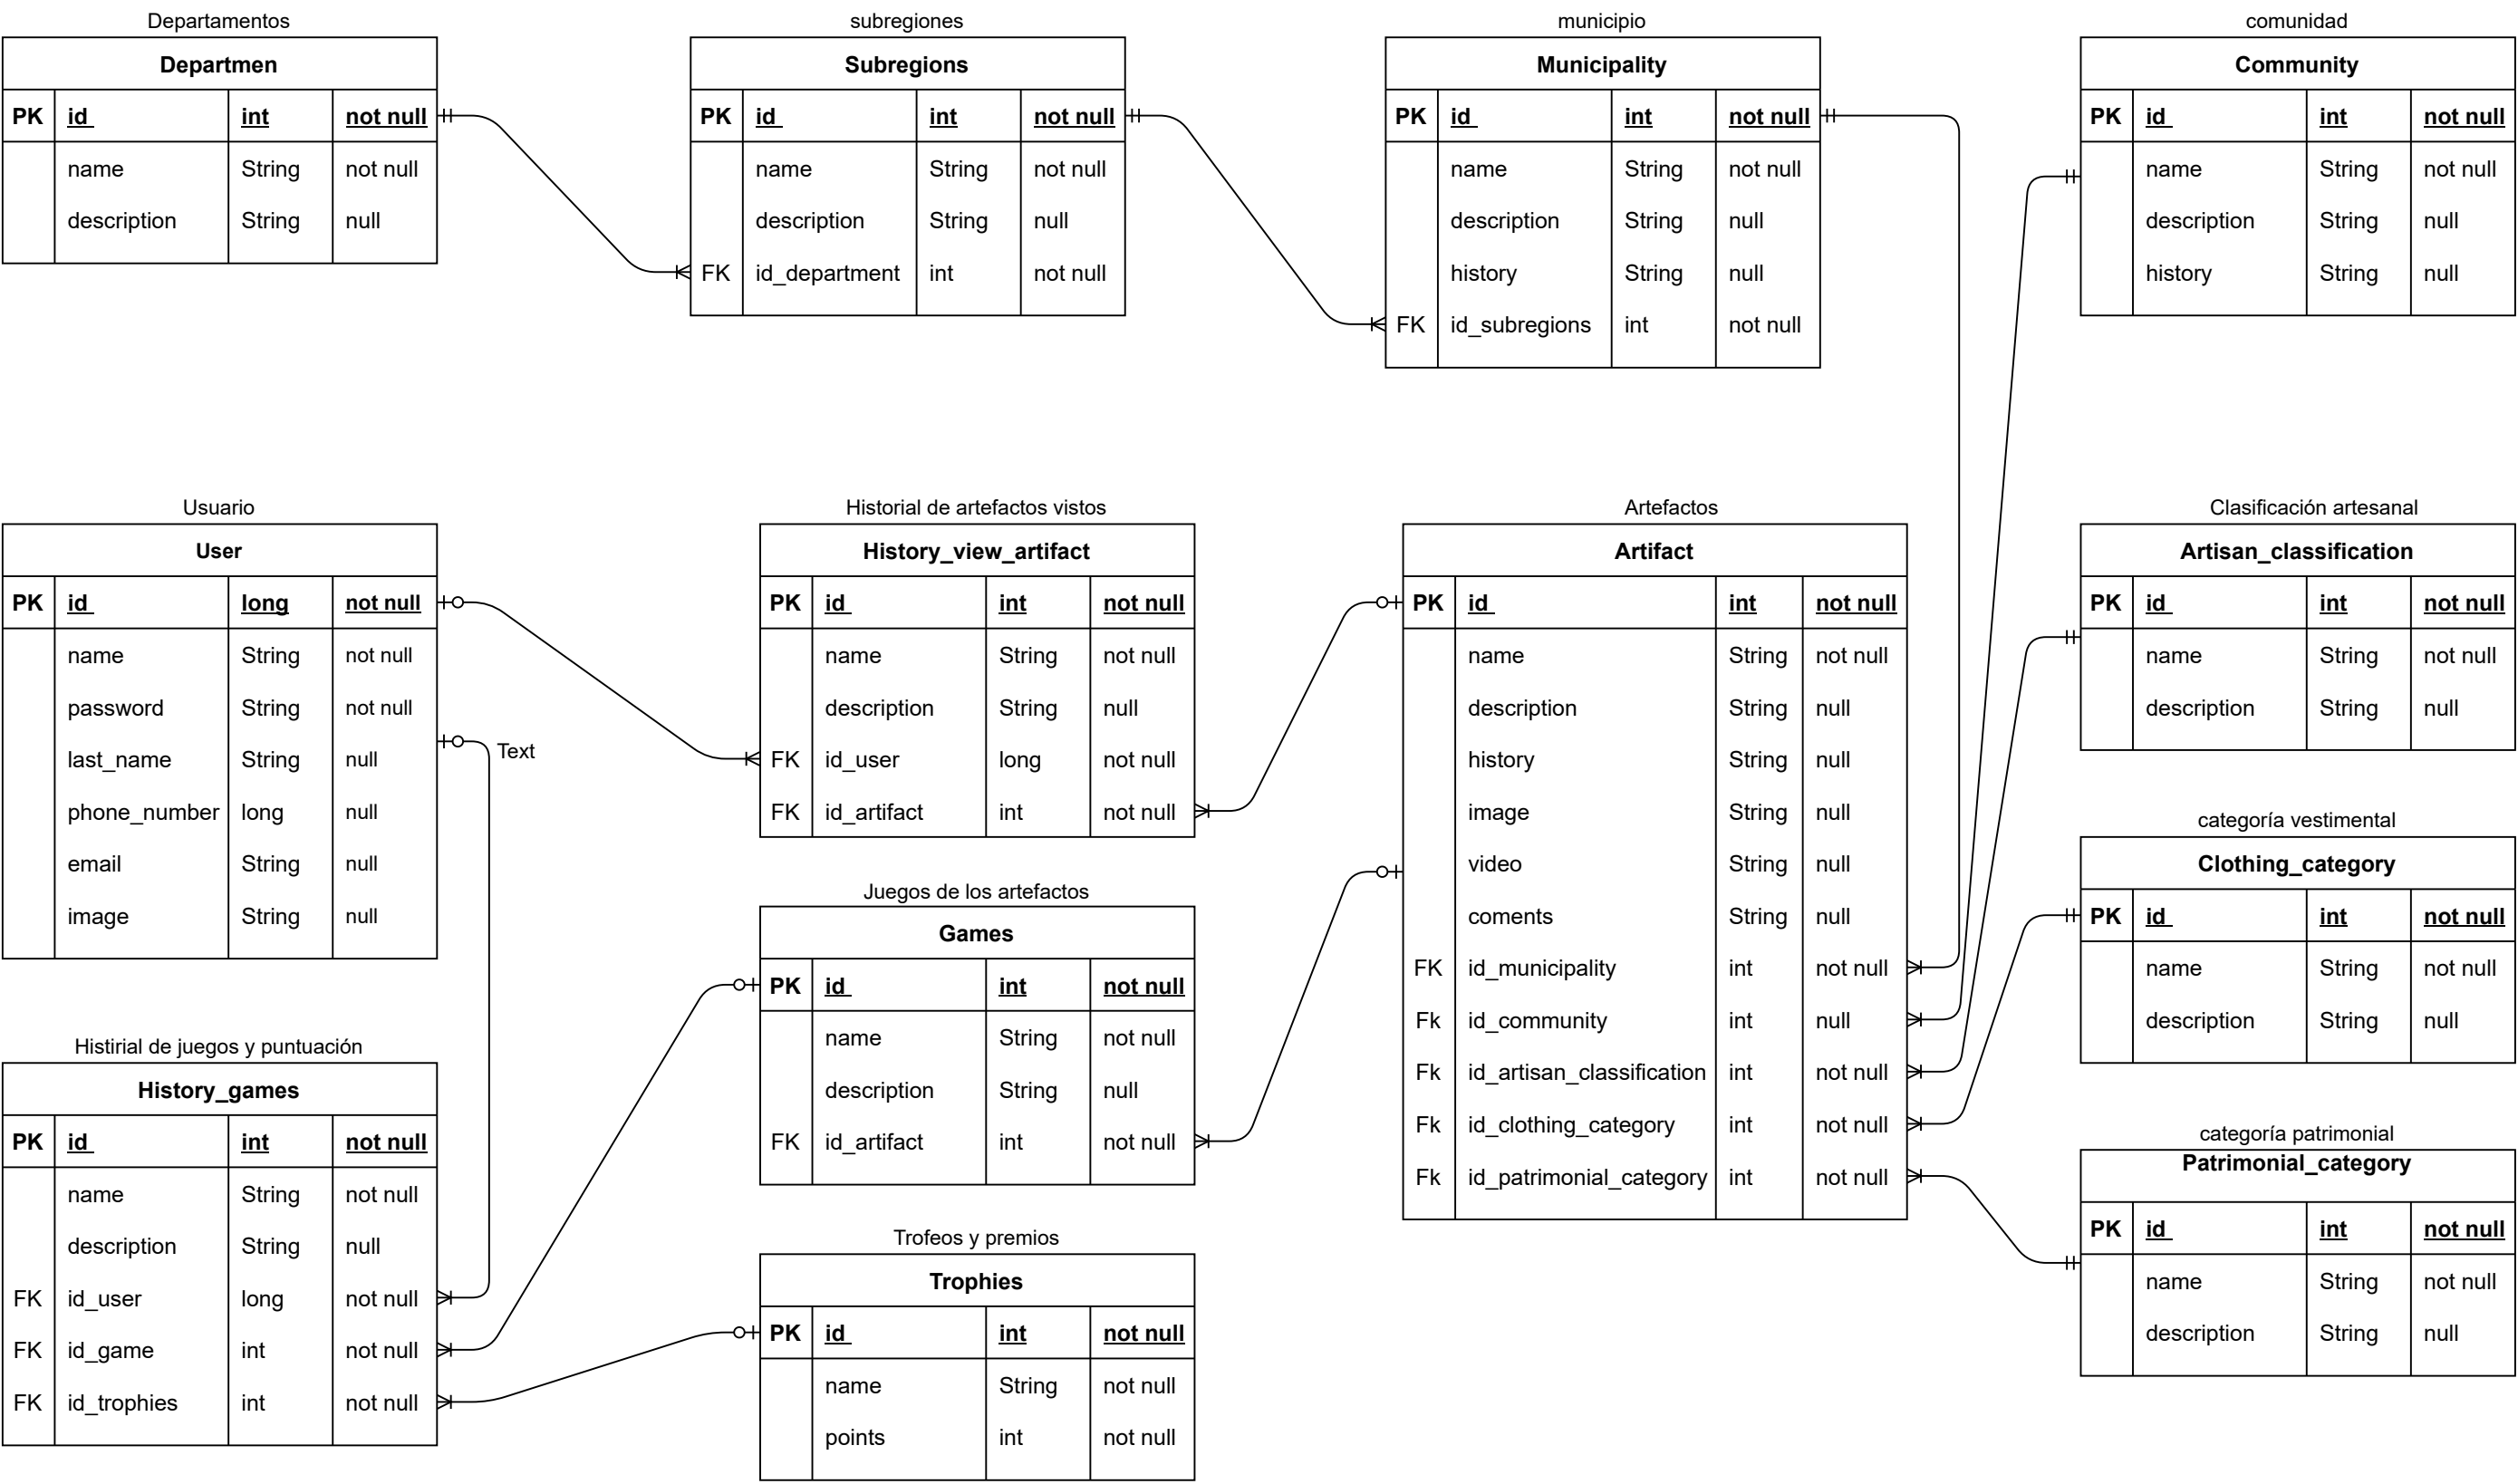 Departamentos
Departmen
PK id int not null
name String not null
description String null
subregiones
Subregions
PK id int not null
name String not null
description String null
FK id_department int not null
municipio
Municipality
PK id int not null
name String not null
description String null
history String null
FK id_subregions int not null
comunidad
Community
PK id int not null
name String not null
description String null
history String null
Usuario
User
PK id long not null
name String not null
password String not null
last_name String null
phone_number long null
email String null
image String null
Text
Historial de artefactos vistos
History_view_artifact
PK id int not null
name String not null
description String null
FK id_user long not null
FK id_artifact int not null
Artefactos
Artifact
PK id int not null
name String not null
description String null
history String null
image String null
video String null
coments String null
FK id_municipality int not null
Fk id_community int null
Fk id_artisan_classification int not null
Fk id_clothing_category int not null
Fk id_patrimonial_category int not null
Clasificación artesanal
Artisan_classification
PK id int not null
name String not null
description String null
categoría vestimental
Clothing_category
PK id int not null
name String not null
description String null
Juegos de los artefactos
Games
PK id int not null
name String not null
description String null
FK id_artifact int not null
Histirial de juegos y puntuación
History_games
PK id int not null
name String not null
description String null
FK id_user long not null
FK id_game int not null
FK id_trophies int not null
Trofeos y premios
Trophies
PK id int not null
name String not null
points int not null
categoría patrimonial
Patrimonial_category
PK id int not null
name String not null
description String null